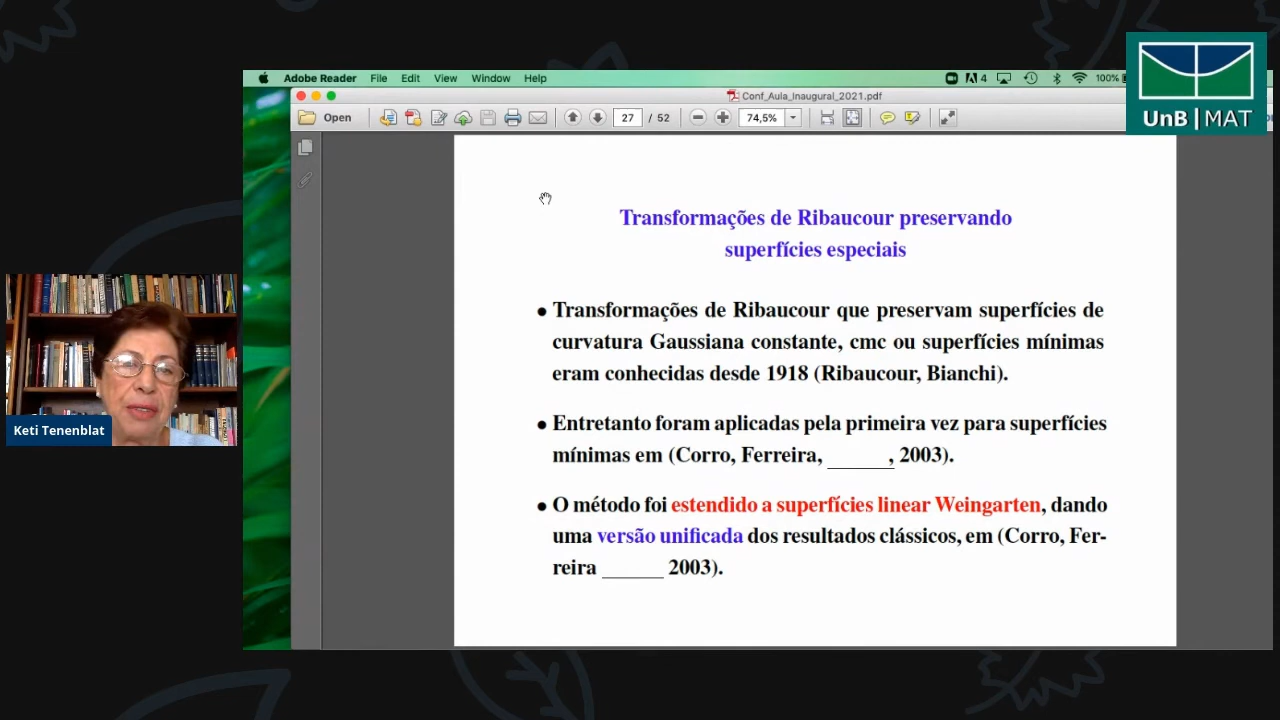 Adobe Reader File Edit View Window Help
4 100%
Conf_Aula_Inaugural_2021.pdf
Open 27 / 52 74,5%
UnB | MAT
Transformações de Ribaucour preservando
superfícies especiais
• Transformações de Ribaucour que preservam superfícies de
curvatura Gaussiana constante, cmc ou superfícies mínimas
eram conhecidas desde 1918 (Ribaucour, Bianchi).
• Entretanto foram aplicadas pela primeira vez para superfícies
mínimas em (Corro, Ferreira, ______, 2003).
• O método foi estendido a superfícies linear Weingarten, dando
uma versão unificada dos resultados clássicos, em (Corro, Fer-
reira ______ 2003).
Keti Tenenblat